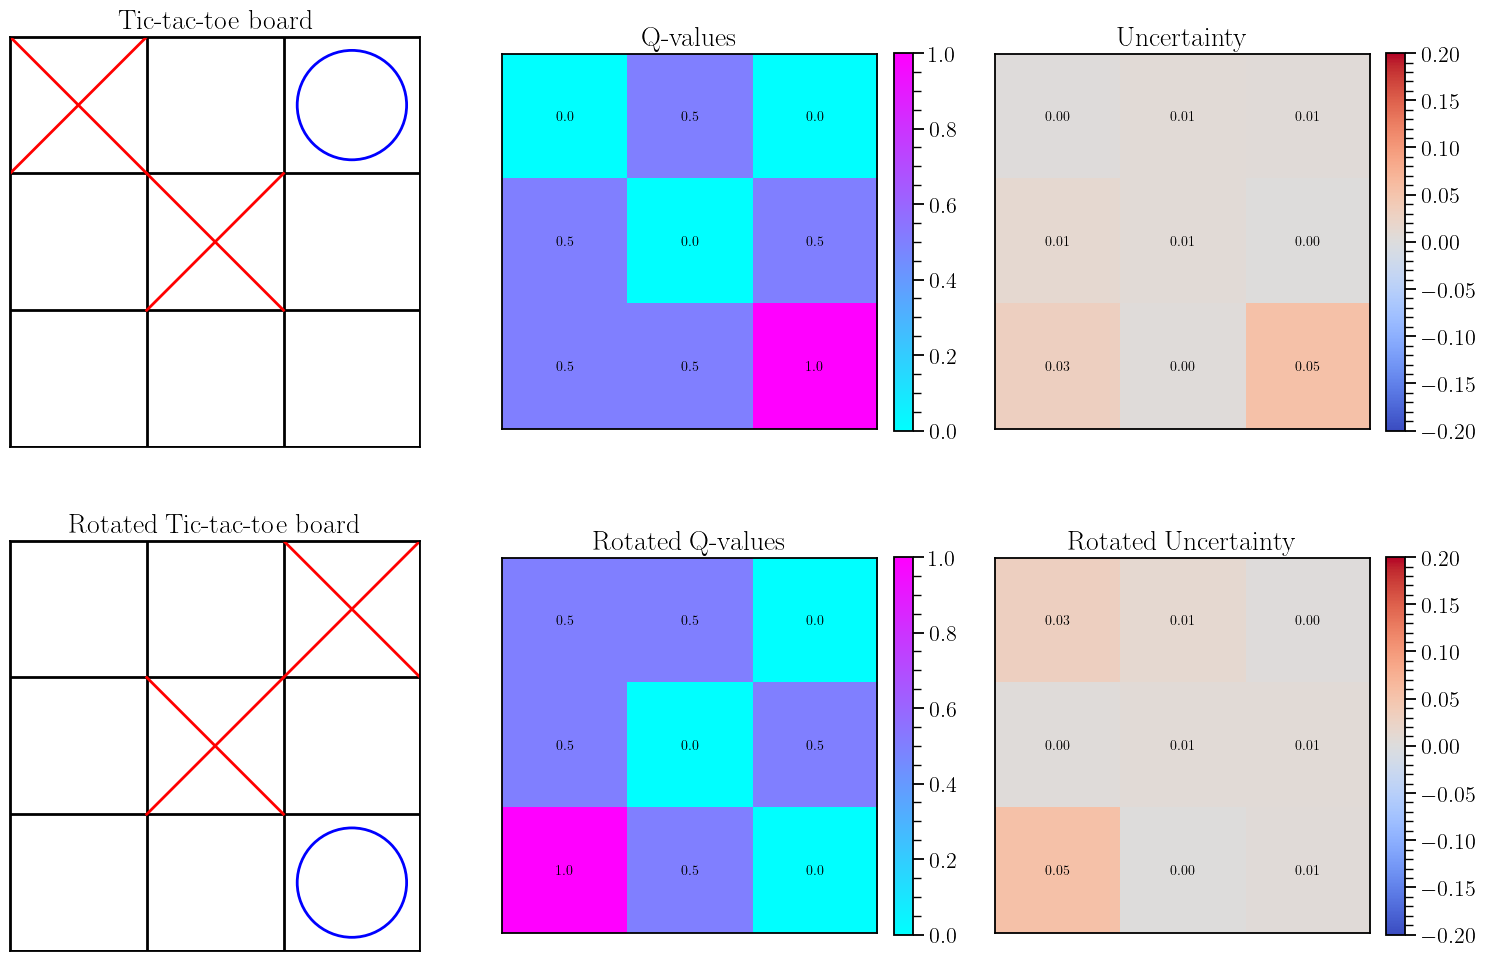 Tic-tac-toe board
Q-values
Uncertainty
0.0 0.5 0.0
0.5 0.0 0.5
0.5 0.5 1.0
1.0
0.8
0.6
0.4
0.2
0.0
0.00 0.01 0.01
0.01 0.01 0.00
0.03 0.00 0.05
0.20
0.15
0.10
0.05
0.00
−0.05
−0.10
−0.15
−0.20
Rotated Tic-tac-toe board
Rotated Q-values
Rotated Uncertainty
0.5 0.5 0.0
0.5 0.0 0.5
1.0 0.5 0.0
1.0
0.8
0.6
0.4
0.2
0.0
0.03 0.01 0.00
0.00 0.01 0.01
0.05 0.00 0.01
0.20
0.15
0.10
0.05
0.00
−0.05
−0.10
−0.15
−0.20